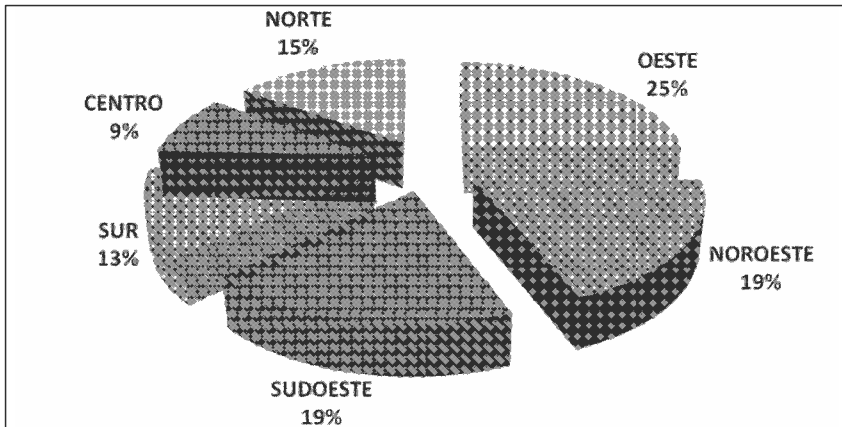 NORTE
15%
OESTE
25%
CENTRO
9%
SUR
13%
NOROESTE
19%
SUDOESTE
19%